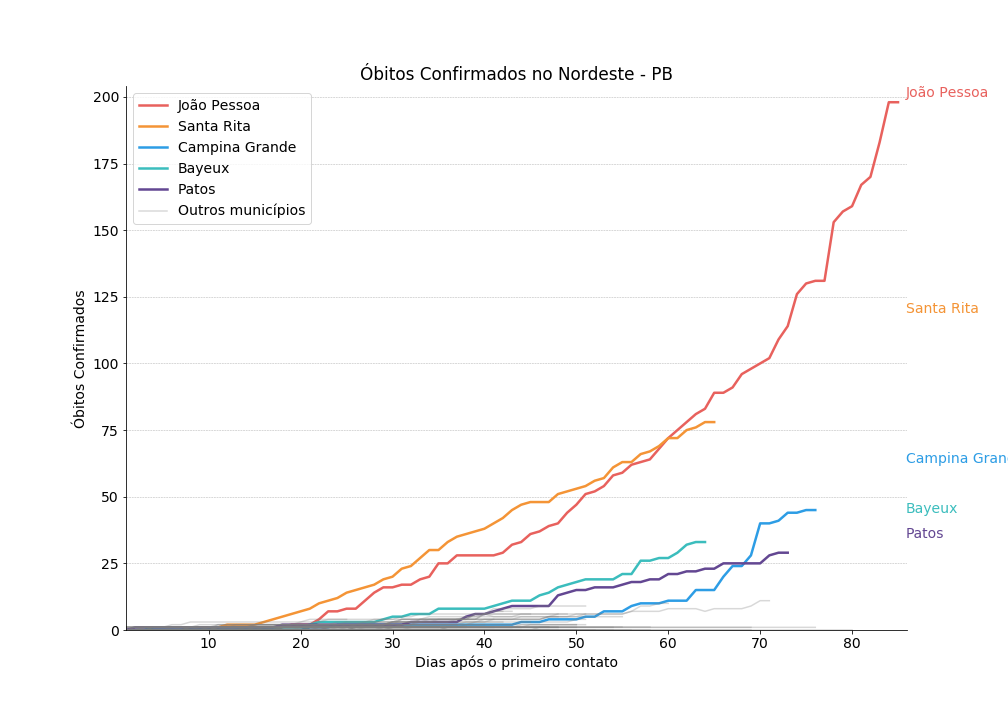 Óbitos Confirmados no Nordeste - PB
João Pessoa
Santa Rita
Campina Grande
Bayeux
Patos
Outros municípios
200
175
150
125
100
75
50
25
0
Óbitos Confirmados
10
20
30
40
50
60
70
80
Dias após o primeiro contato
João Pessoa
Santa Rita
Campina Gran
Bayeux
Patos